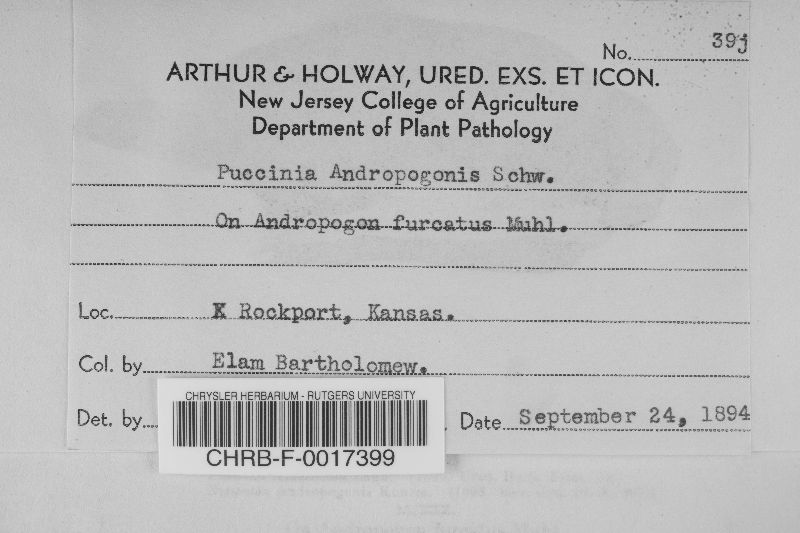 No. 39j
ARTHUR & HOLWAY, URED. EXS. ET ICON.
New Jersey College of Agriculture
Department of Plant Pathology
Puccinia Andropogonis Schw.
On Andropogon furcatus Muhl.
Loc. X Rockport, Kansas.
Col. by Elam Bartholomew.
Det. by Date September 24, 1894
CHRYSLER HERBARIUM - RUTGERS UNIVERSITY
CHRB-F-0017399